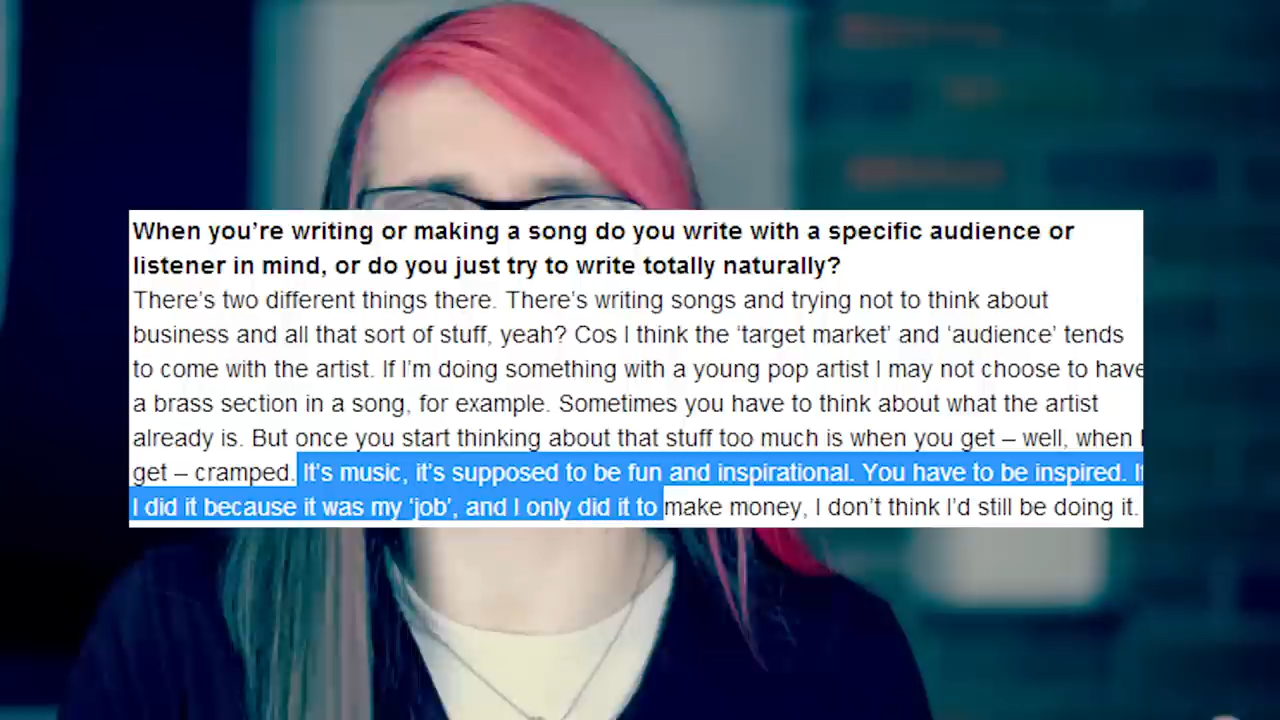 When you're writing or making a song do you write with a specific audience or
listener in mind, or do you just try to write totally naturally?
There's two different things there. There's writing songs and trying not to think about
business and all that sort of stuff, yeah? Cos I think the ‘target market’ and ‘audience’ tends
to come with the artist. If I'm doing something with a young pop artist I may not choose to have
a brass section in a song, for example. Sometimes you have to think about what the artist
already is. But once you start thinking about that stuff too much is when you get – well, when I
get – cramped. It's music, it's supposed to be fun and inspirational. You have to be inspired. If
I did it because it was my ‘job’, and I only did it to make money, I don't think I'd still be doing it.